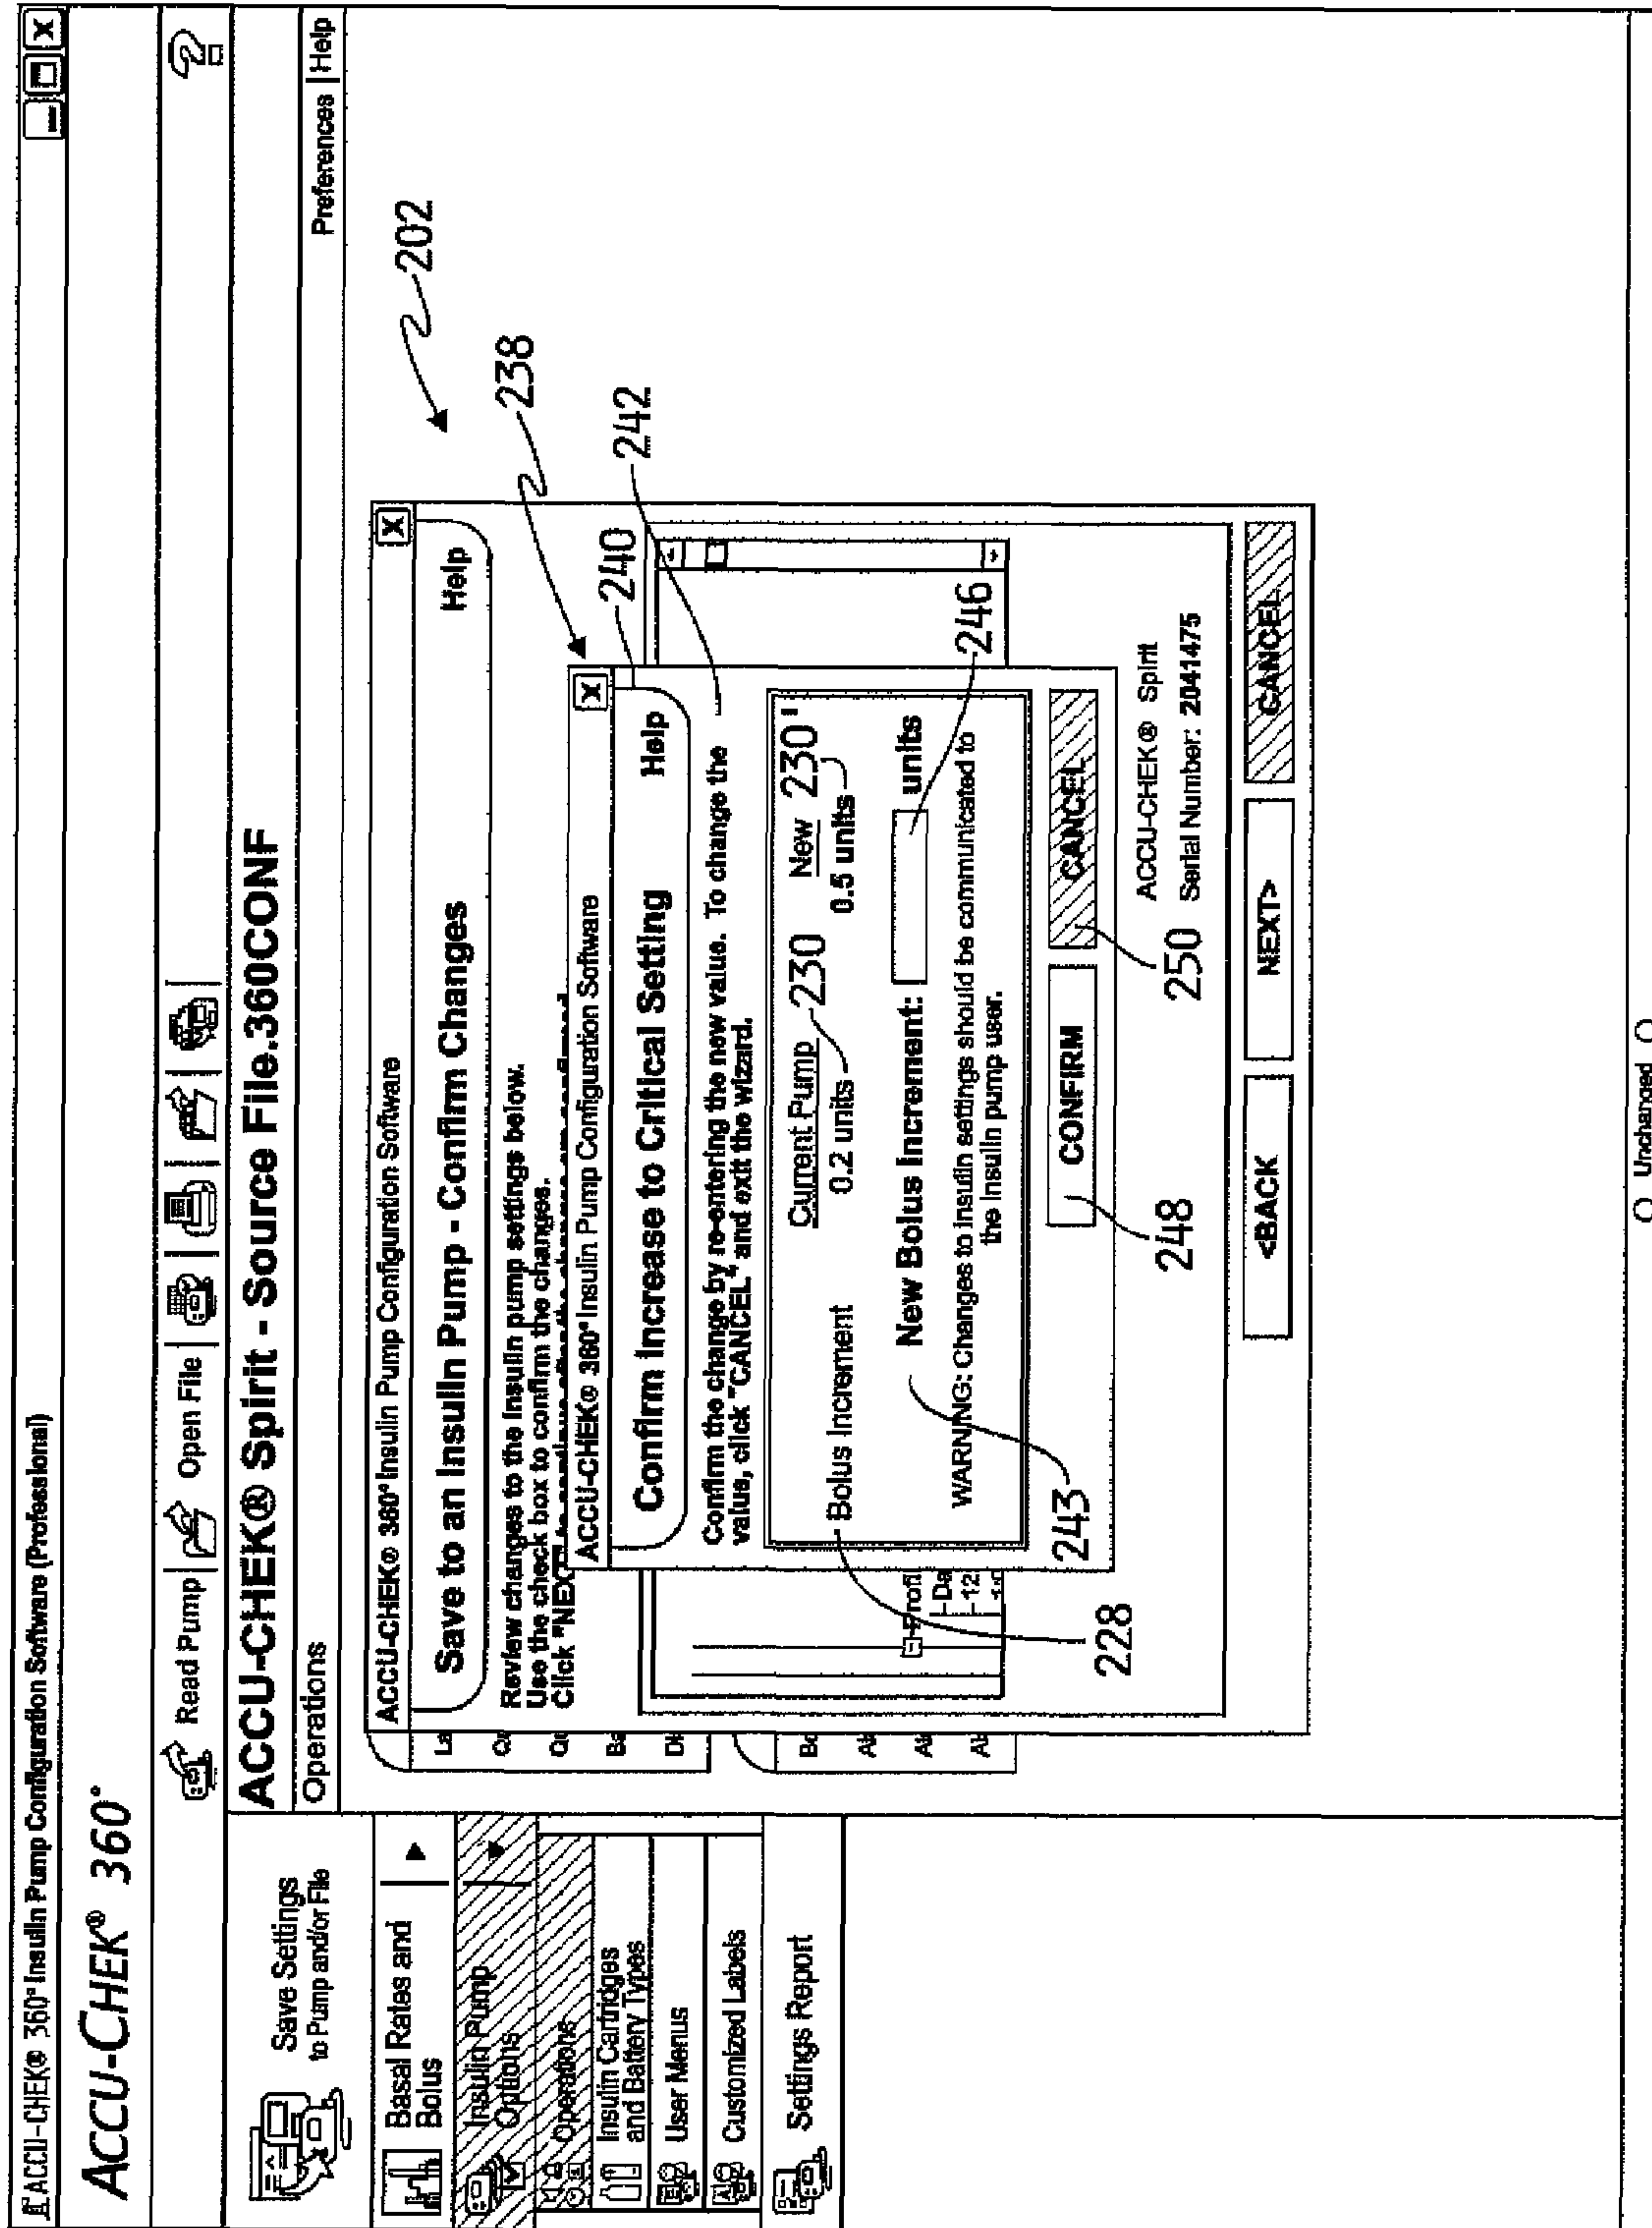 ACCU-CHEK® 360° Insulin Pump Configuration Software (Professional)
X
ACCU-CHEK® 360°
Read Pump
Open File
Save Settings
to Pump and/or File
ACCU-CHEK® Spirit - Source File.360CONF
Operations
Preferences
Help
Basal Rates and
Bolus
Insulin Pump
Options
Operations
Insulin Cartridges
and Battery Types
User Menus
Customized Labels
Settings Report
202
ACCU-CHEK® 360° Insulin Pump Configuration Software
X
Save to an Insulin Pump - Confirm Changes
Help
Review changes to the insulin pump settings below.
Use the check box to confirm the changes.
238
La
Ba
Di
Bo
ACCU-CHEK® 360° Insulin Pump Configuration Software
X
240
Confirm Increase to Critical Setting
Help
242
Confirm the change by re-entering the new value. To change the
value, click "CANCEL" and exit the wizard.
Current Pump
230
New
230'
228
Bolus Increment
0.2 units
0.5 units
243
New Bolus Increment:
units
246
WARNING: Changes to insulin settings should be communicated to
the insulin pump user.
Profi
Da
12
248
CONFIRM
250
CANCEL
ACCU-CHEK® Spirit
Serial Number: 2041475
<BACK
NEXT>
CANCEL
Unchanged